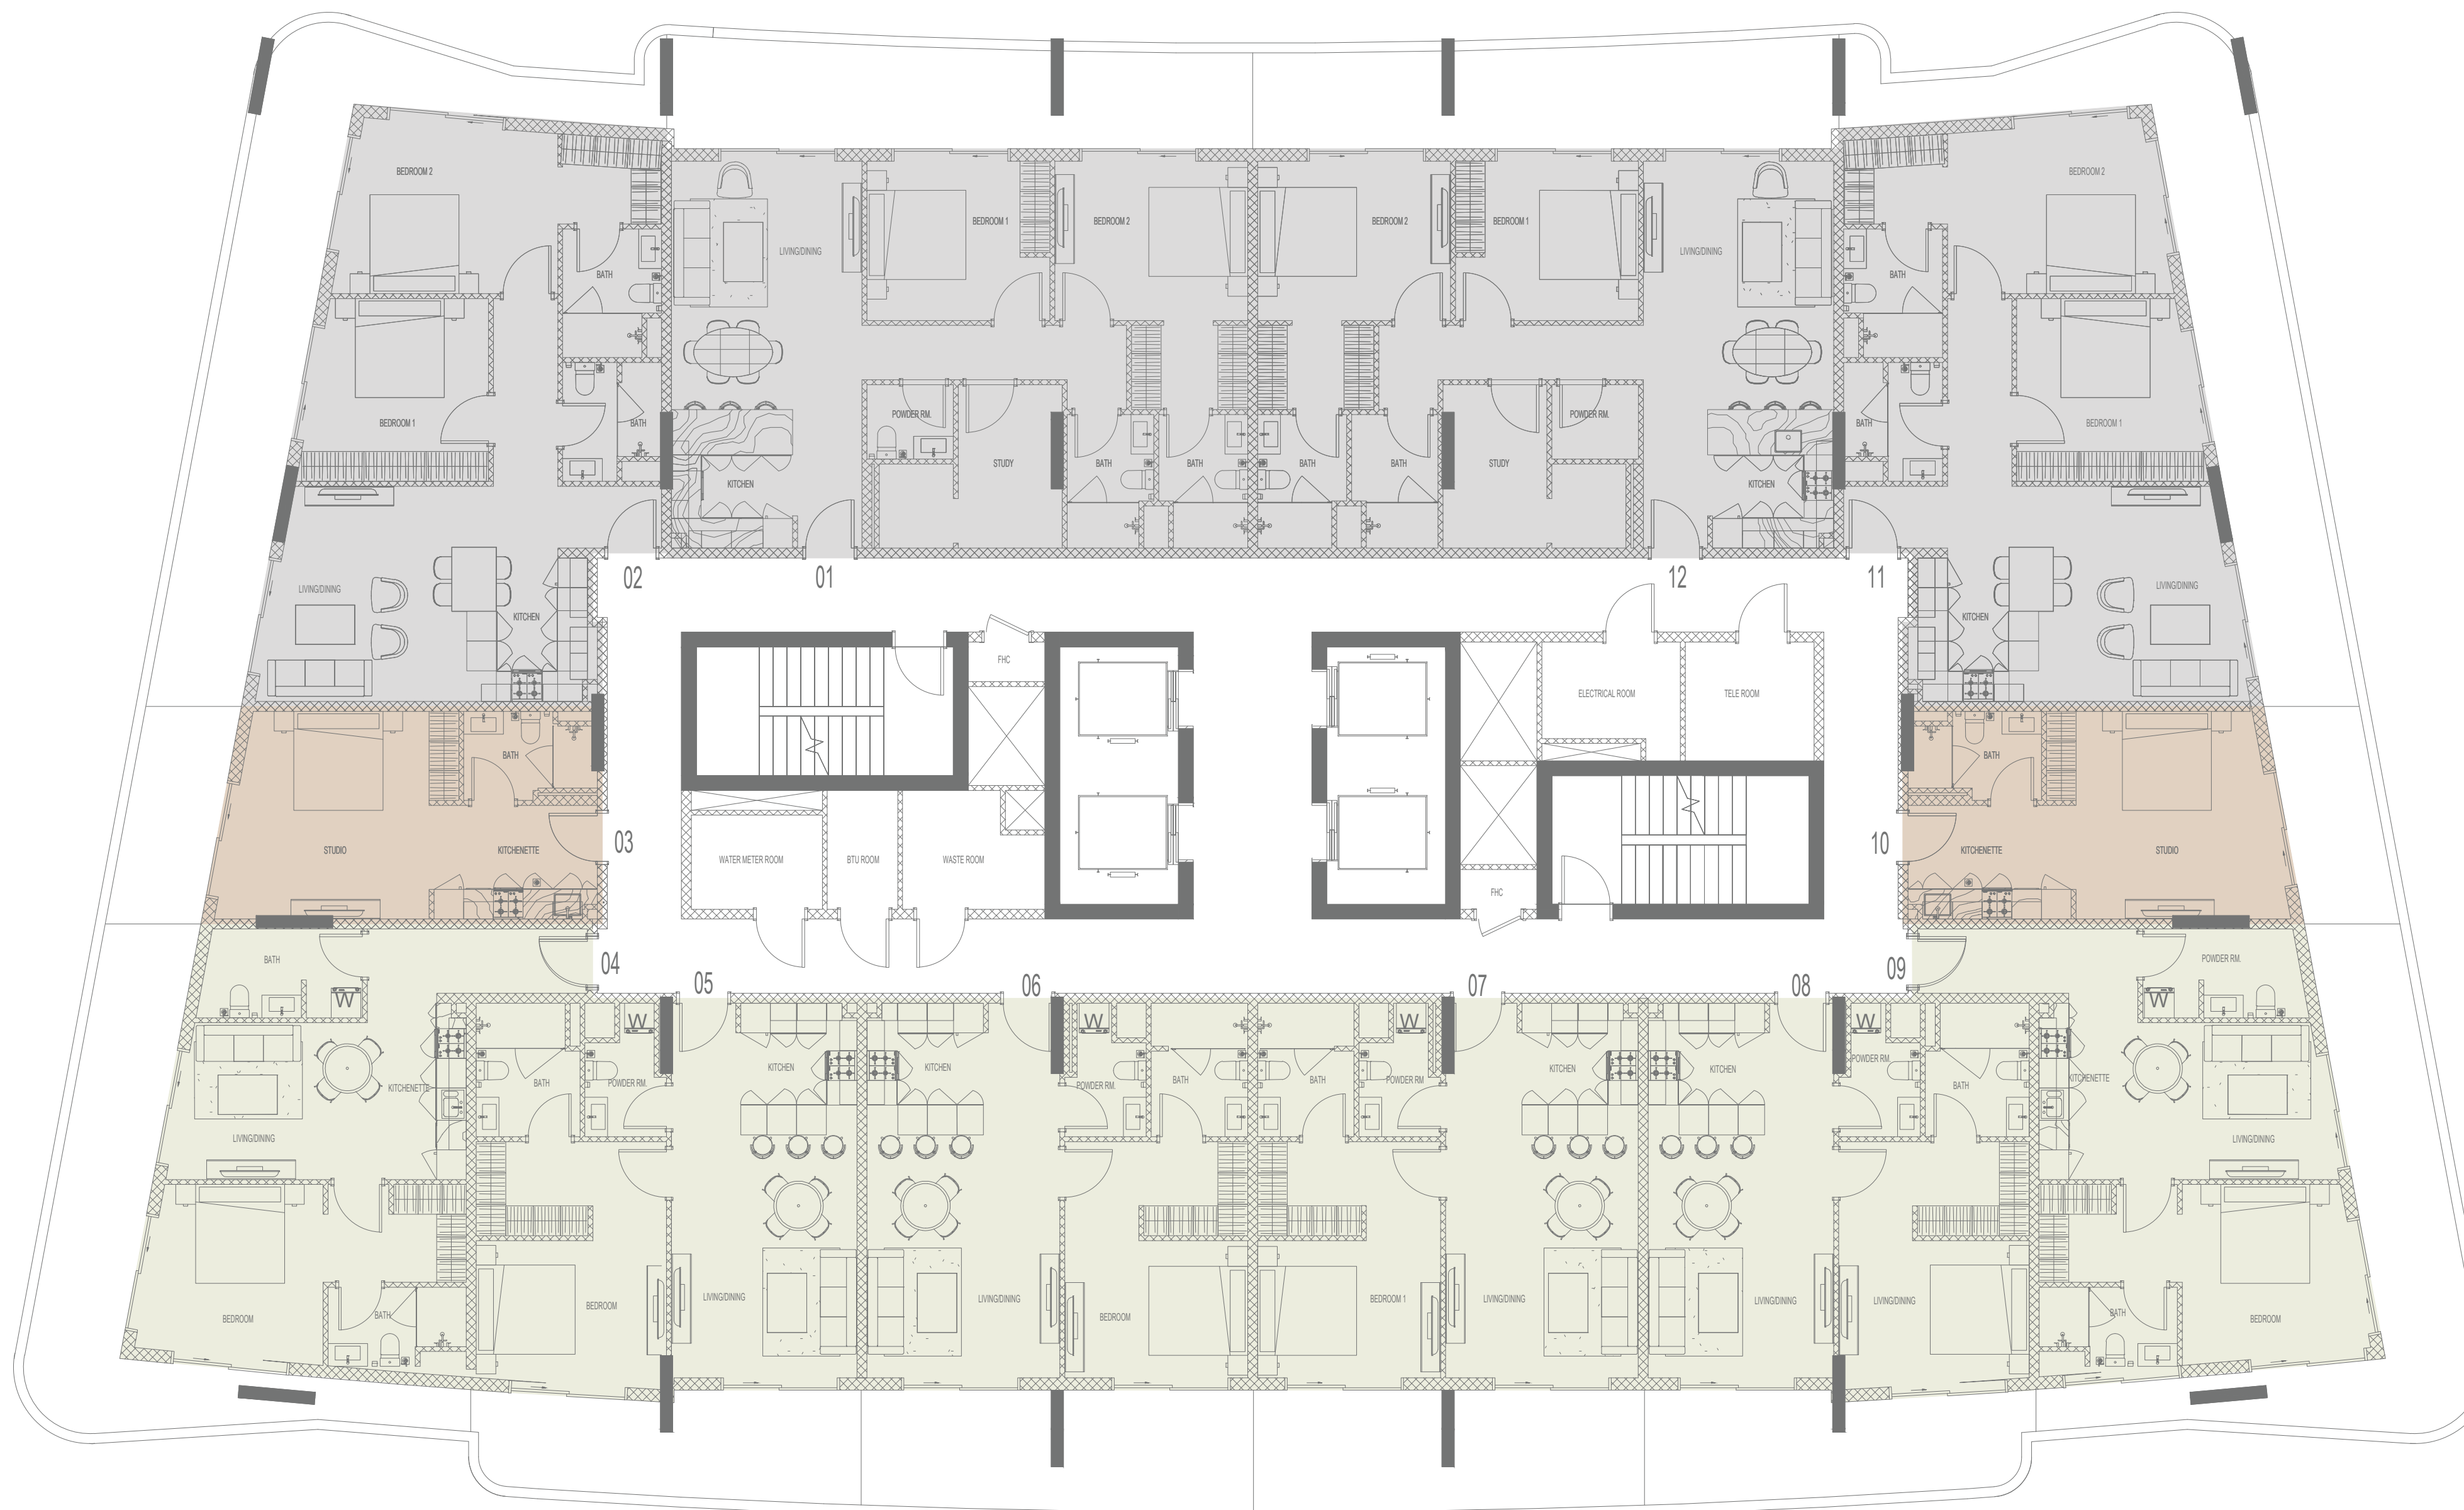 BEDROOM 2
BEDROOM 2
BEDROOM 1
BEDROOM 2
BEDROOM 2
BEDROOM 1
LIVING/DINING
LIVING/DINING
BATH
BATH
BEDROOM 1
BATH
POWDER RM.
POWDER RM.
BATH
BEDROOM 1
STUDY
BATH
BATH
BATH
BATH
STUDY
KITCHEN
KITCHEN
02
01
12
11
LIVING/DINING
KITCHEN
KITCHEN
LIVING/DINING
FHC
ELECTRICAL ROOM
TELE ROOM
BATH
BATH
03
10
STUDIO
KITCHENETTE
WATER METER ROOM
BTU ROOM
WASTE ROOM
KITCHENETTE
STUDIO
FHC
BATH
04
09
POWDER RM.
05
06
07
08
W
W
W
W
W
W
KITCHEN
KITCHEN
KITCHEN
KITCHEN
KITCHENETTE
BATH
POWDER RM.
POWDER RM.
BATH
BATH
POWDER RM
POWDER RM
BATH
KITCHENETTE
LIVING/DINING
LIVING/DINING
BEDROOM
BATH
BEDROOM
LIVING/DINING
LIVING/DINING
BEDROOM
BEDROOM 1
LIVING/DINING
LIVING/DINING
LIVING/DINING
BATH
BEDROOM